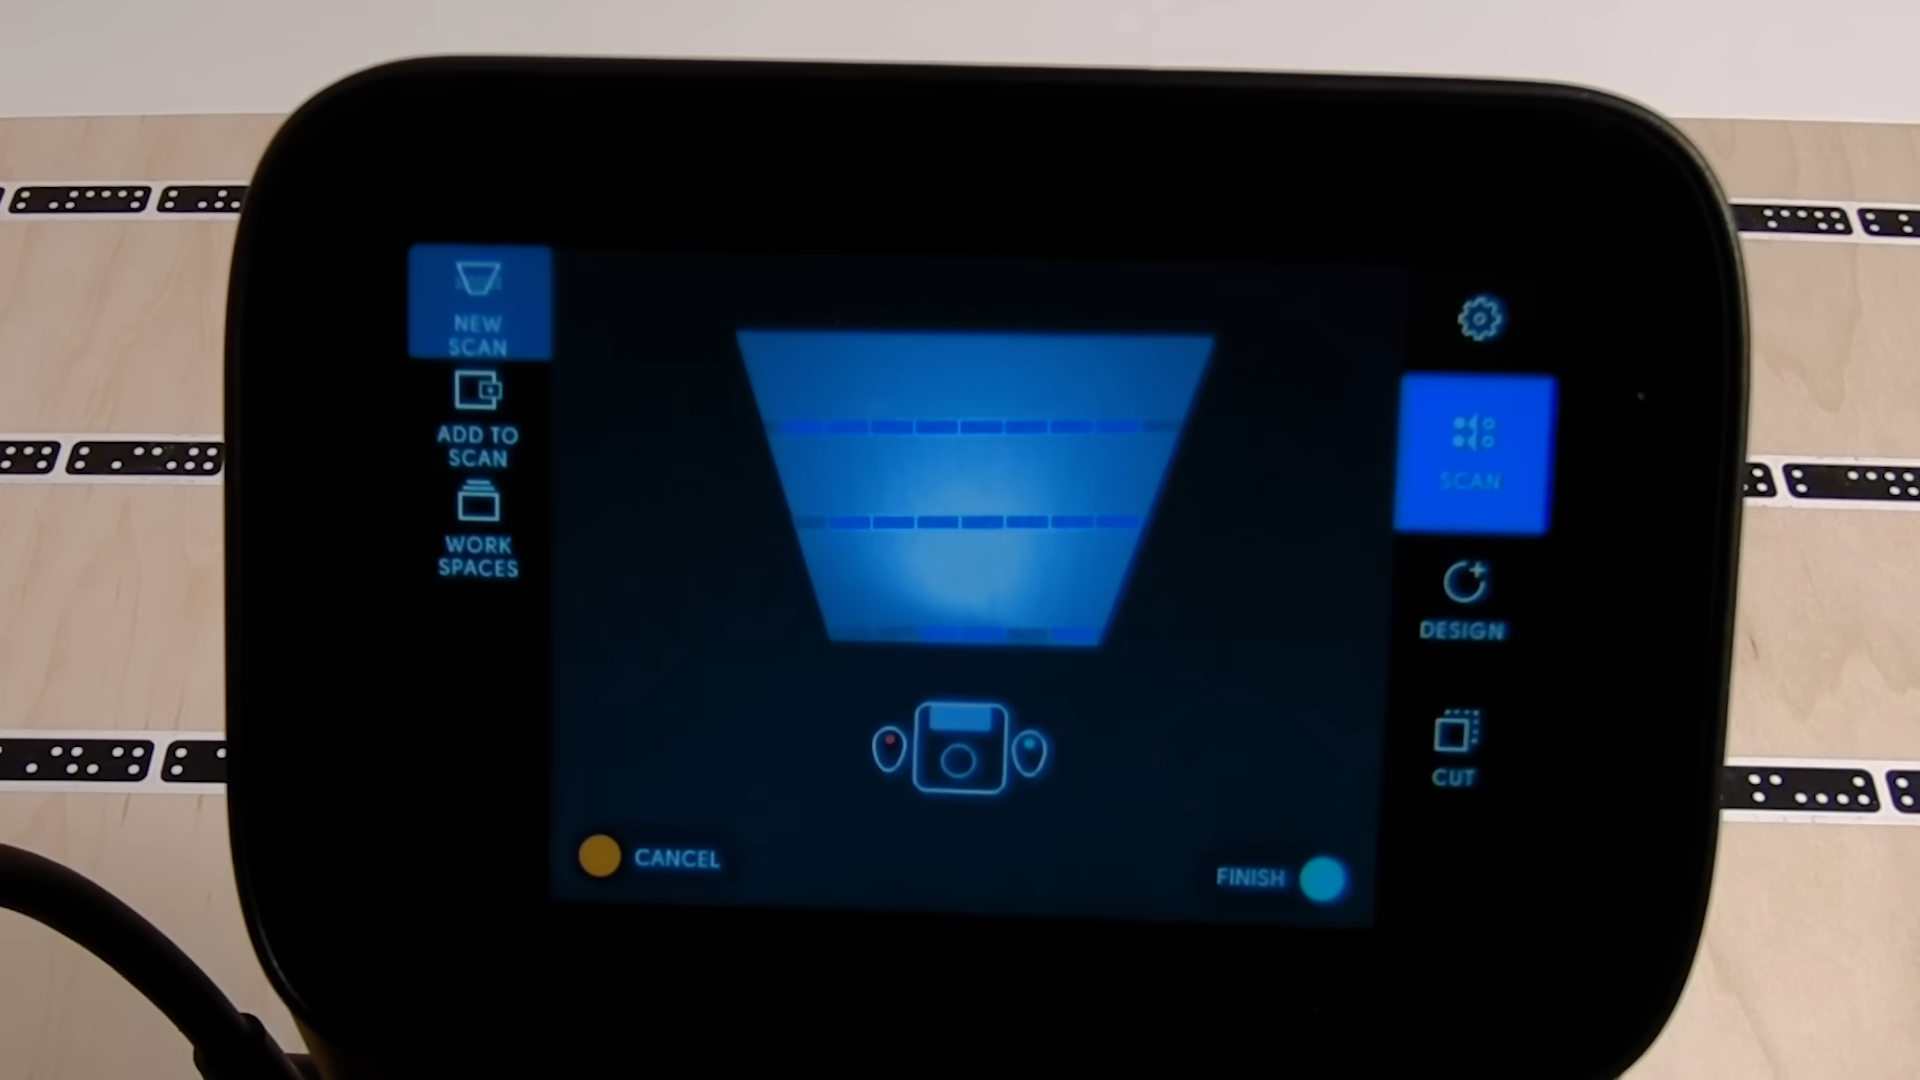 NEW
SCAN
ADD TO
SCAN
WORK
SPACES
SCAN
DESIGN
CUT
CANCEL
FINISH